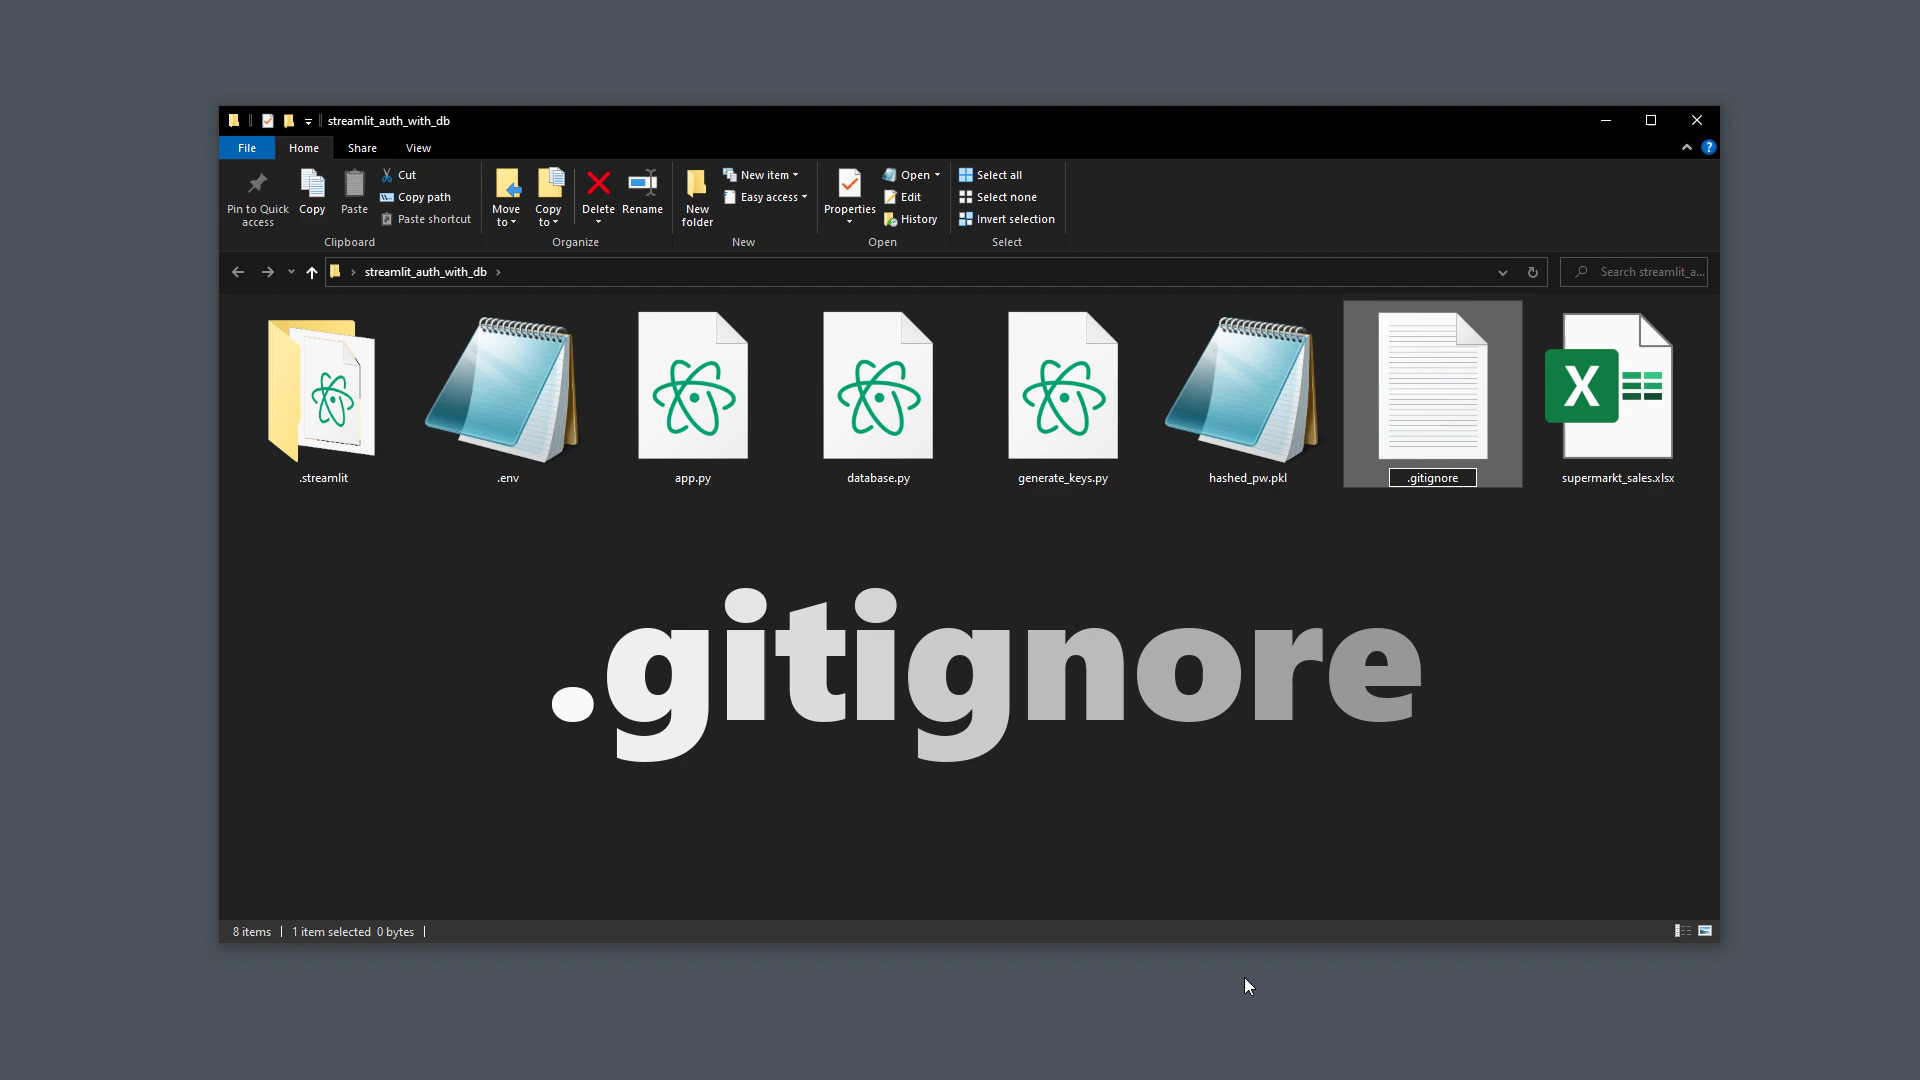 streamlit_auth_with_db
File Home Share View
Pin to Quick access
Copy
Paste
Cut
Copy path
Paste shortcut
Clipboard
Move to
Copy to
Delete
Rename
Organize
New folder
New item
Easy access
New
Properties
Open
Edit
History
Open
Select all
Select none
Invert selection
Select
streamlit_auth_with_db
Search streamlit_a...
.streamlit
.env
app.py
database.py
generate_keys.py
hashed_pw.pkl
.gitignore
supermarkt_sales.xlsx
.gitignore
8 items 1 item selected 0 bytes